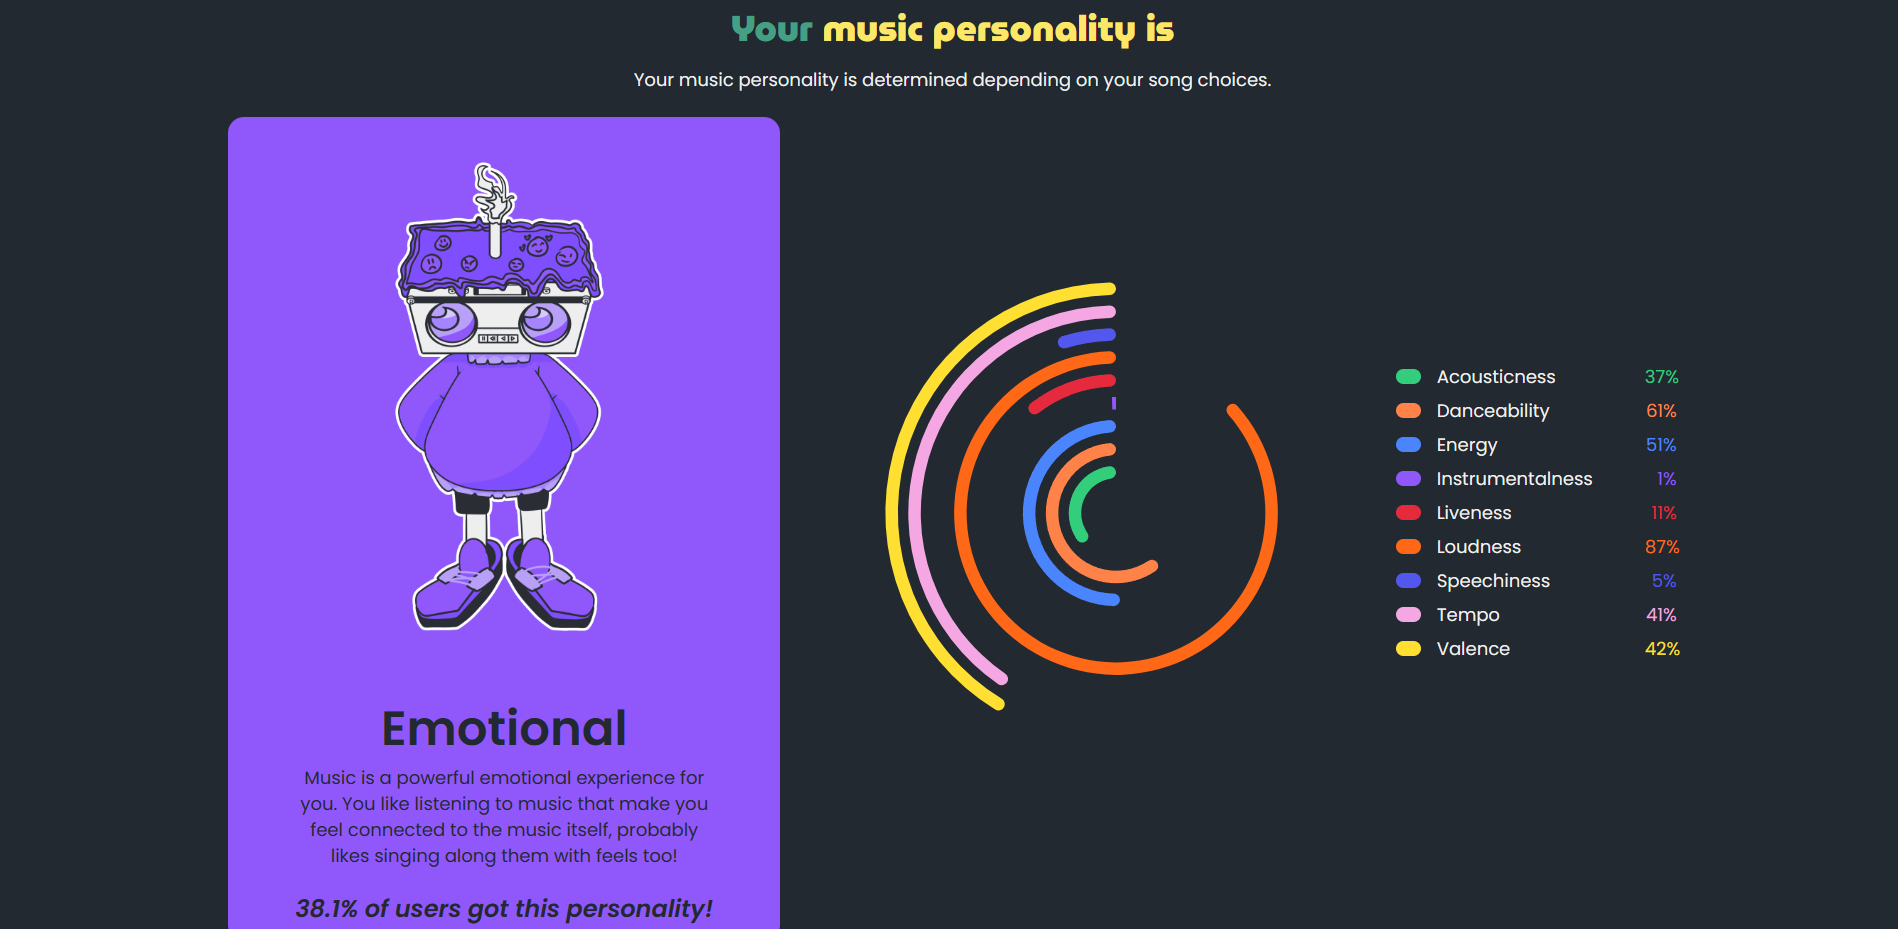 Your music personality is
Your music personality is determined depending on your song choices.
Emotional
Music is a powerful emotional experience for
you. You like listening to music that make you
feel connected to the music itself, probably
likes singing along them with feels too!
38.1% of users got this personality!
Acousticness 37%
Danceability 61%
Energy 51%
Instrumentalness 1%
Liveness 11%
Loudness 87%
Speechiness 5%
Tempo 41%
Valence 42%